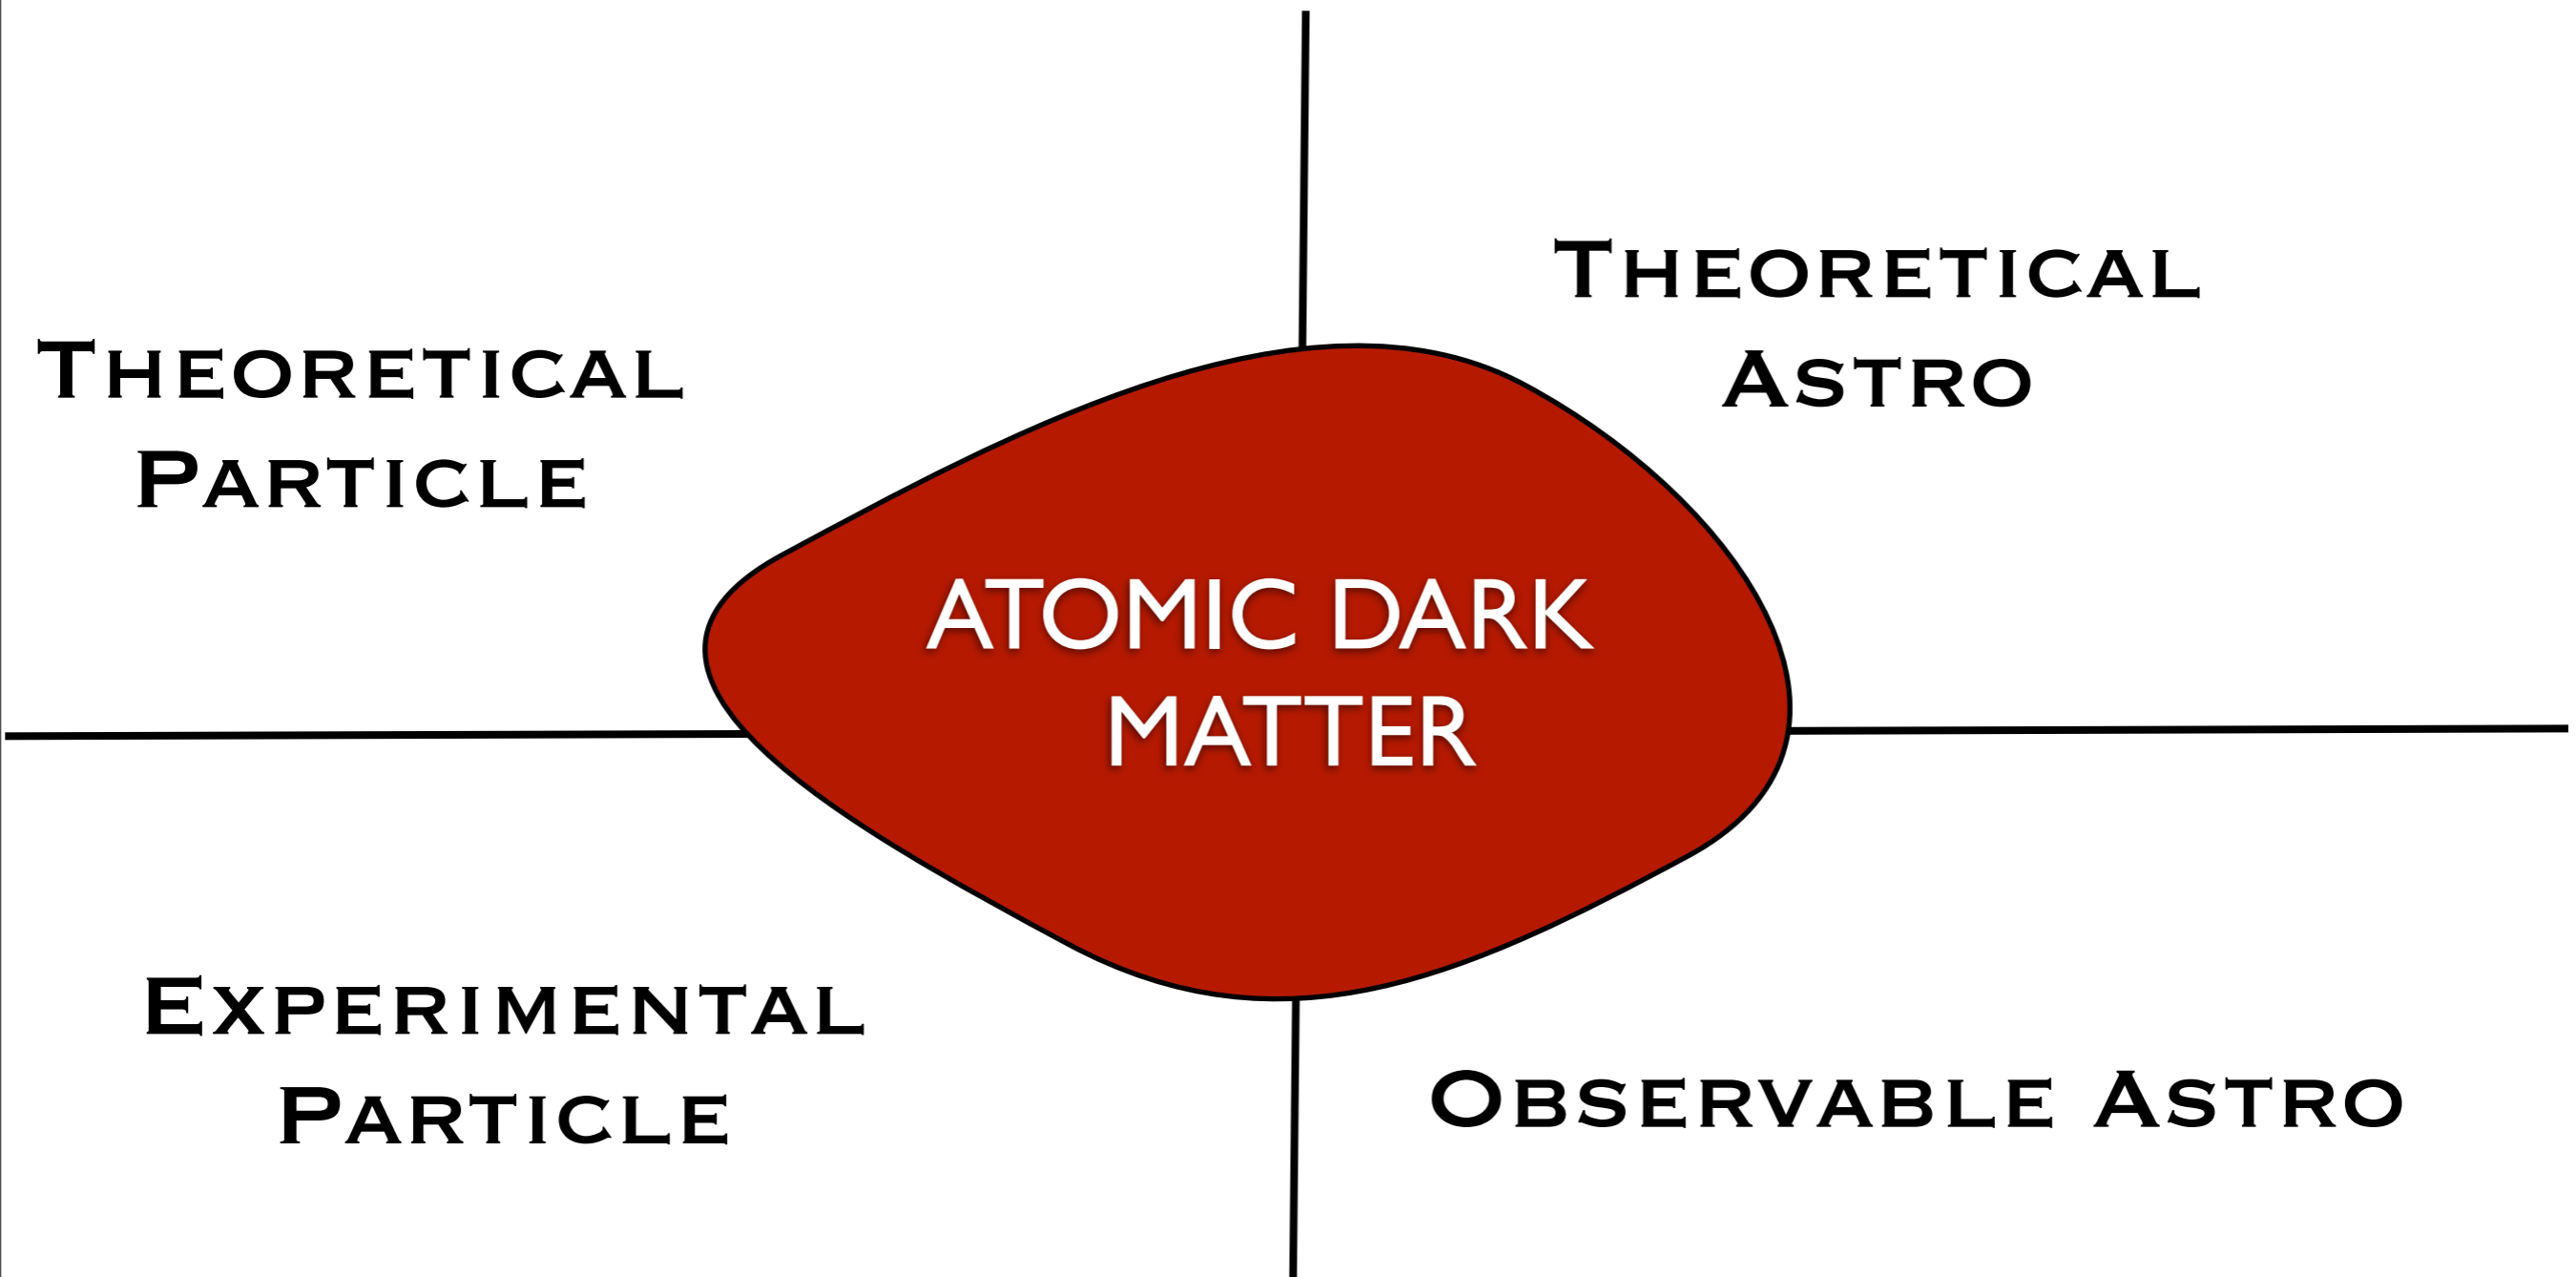 Theoretical
Particle
Theoretical
Astro
ATOMIC DARK
MATTER
Experimental
Particle
Observable Astro